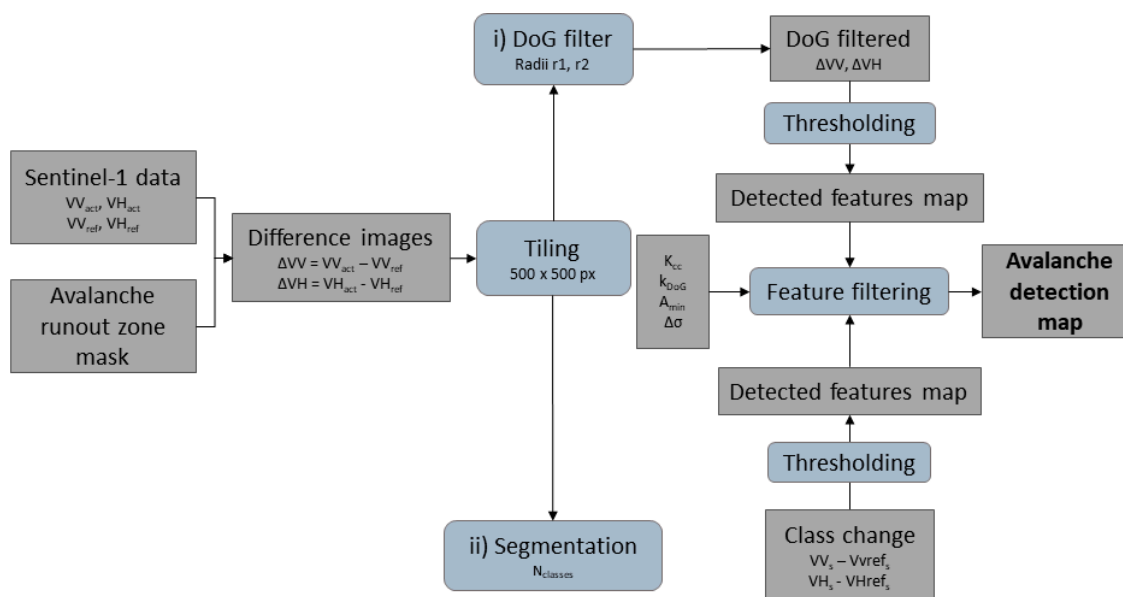 i) DoG filter
Radii r1, r2
DoG filtered
ΔVV, ΔVH
Thresholding
Detected features map
Sentinel-1 data
VVact, VHact
VVref, VHref
Avalanche
runout zone
mask
Difference images
ΔVV = VVact – VVref
ΔVH = VHact - VHref
Tiling
500 x 500 px
Kcc
kDoG
Amin
Δσ
Feature filtering
Avalanche
detection
map
Detected features map
Thresholding
Class change
VVs – Vvrefs
VHs - VHrefs
ii) Segmentation
Nclasses